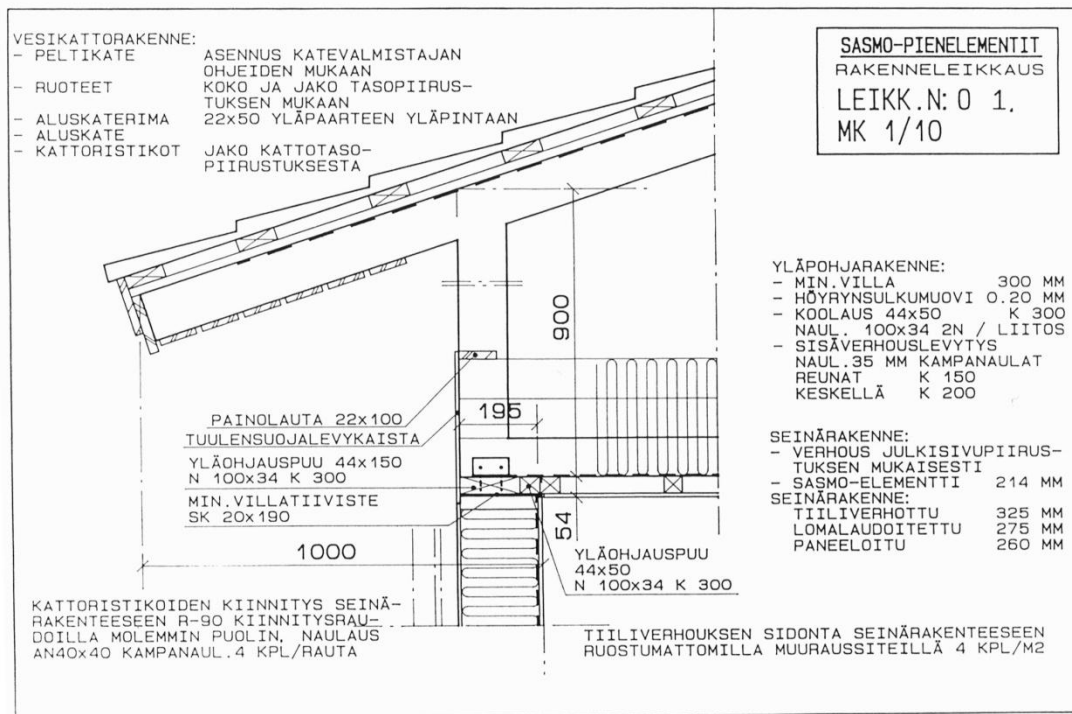 VESIKATTORAKENNE:
- PELTIKATE ASENNUS KATEVALMISTAJAN
OHJEIDEN MUKAAN
- RUOTEET KOKO JA JAKO TASOPIIRUS-
TUKSEN MUKAAN
- ALUSKATERIMA 22x50 YLÄPAARTEEN YLÄPINTAAN
- ALUSKATE
- KATTORISTIKOT JAKO KATTOTASO-
PIIRUSTUKSESTA
SASMO-PIENELEMENTIT
RAKENNELEIKKAUS
LEIKK.N: 0 1.
MK 1/10
YLÄPOHJARAKENNE:
- MIN.VILLA 300 MM
- HÖYRYNSULKUMUOVI 0.20 MM
- KOOLAUS 44x50 K 300
NAUL. 100x34 2N / LIITOS
- SISÄVERHOUSLEVYTYS
NAUL.35 MM KAMPANAULAT
REUNAT K 150
KESKELLÄ K 200
SEINÄRAKENNE:
- VERHOUS JULKISIVUPIIRUS-
TUKSEN MUKAISESTI
- SASMO-ELEMENTTI 214 MM
SEINÄRAKENNE:
TIILIVERHOTTU 325 MM
LOMALAUDOITETTU 275 MM
PANEELOITU 260 MM
900
195
54
1000
PAINOLAUTA 22x100
TUULENSUOJALEVYKAISTA
YLÄOHJAUSPUU 44x150
N 100x34 K 300
MIN.VILLATIIVISTE
SK 20x190
YLÄOHJAUSPUU
44x50
N 100x34 K 300
KATTORISTIKOIDEN KIINNITYS SEINÄ-
RAKENTEESEEN R-90 KIINNITYSRAU-
DOILLA MOLEMMIN PUOLIN, NAULAUS
AN40x40 KAMPANAUL.4 KPL/RAUTA
TIILIVERHOUKSEN SIDONTA SEINÄRAKENTEESEEN
RUOSTUMATTOMILLA MUURAUSSITEILLÄ 4 KPL/M2